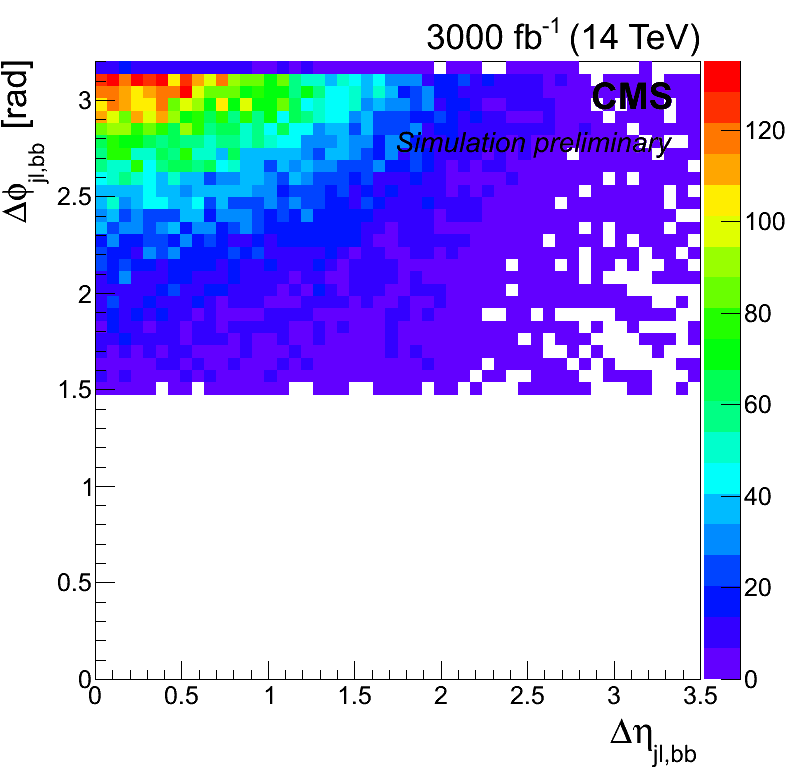 3000 fb⁻¹ (14 TeV)
Δϕjl,bb [rad]
CMS
Simulation preliminary
3
2.5
2
1.5
1
0.5
0
0 0.5 1 1.5 2 2.5 3 3.5
Δηjl,bb
120
100
80
60
40
20
0